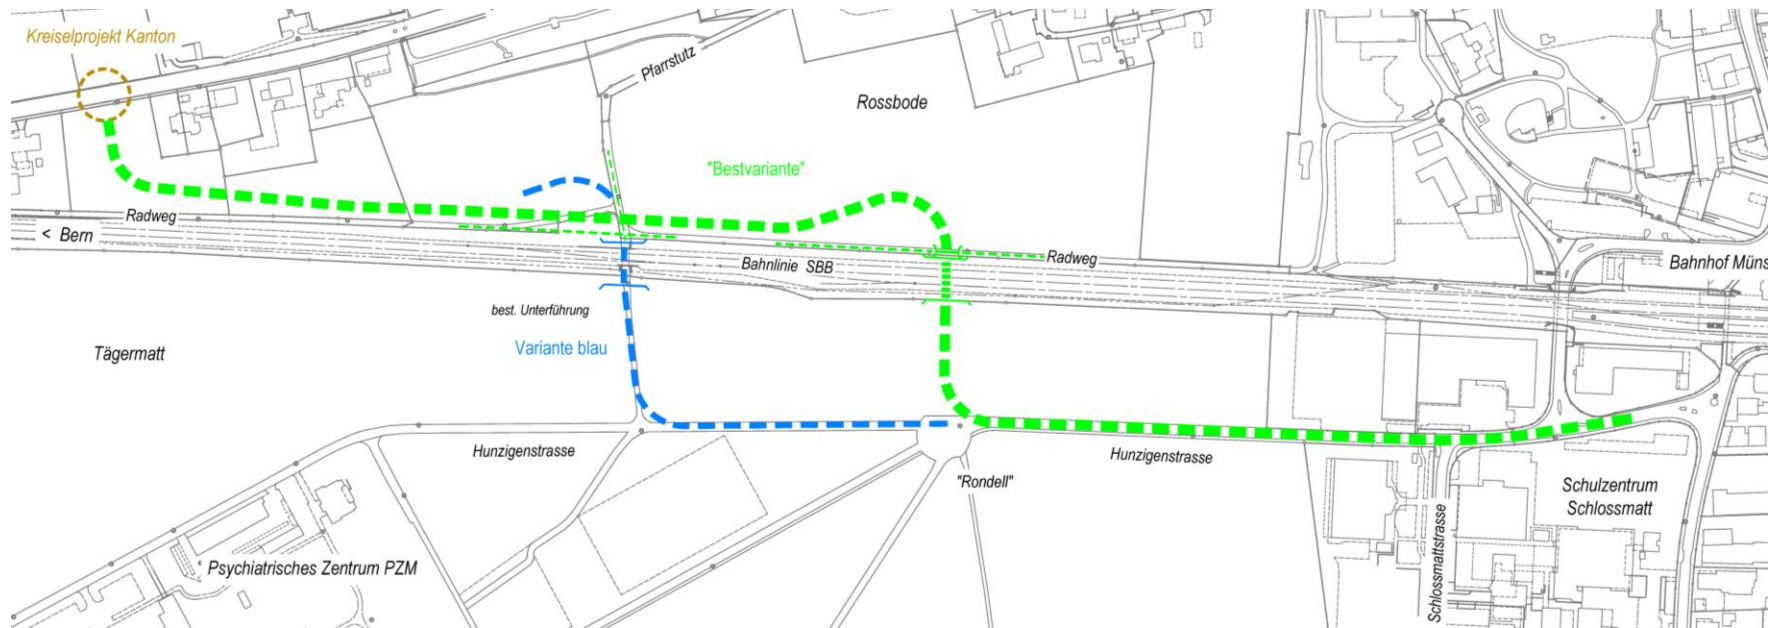 Kreiselprojekt Kanton
Pfarrstutz
Rossbode
"Bestvariante"
Radweg
< Bern
Bahnlinie SBB
Radweg
Bahnhof Müns
best. Unterführung
Variante blau
Tägermatt
Hunzigenstrasse
Hunzigenstrasse
"Rondell"
Schulzentrum
Schlossmatt
Schlossmattstrasse
Psychiatrisches Zentrum PZM